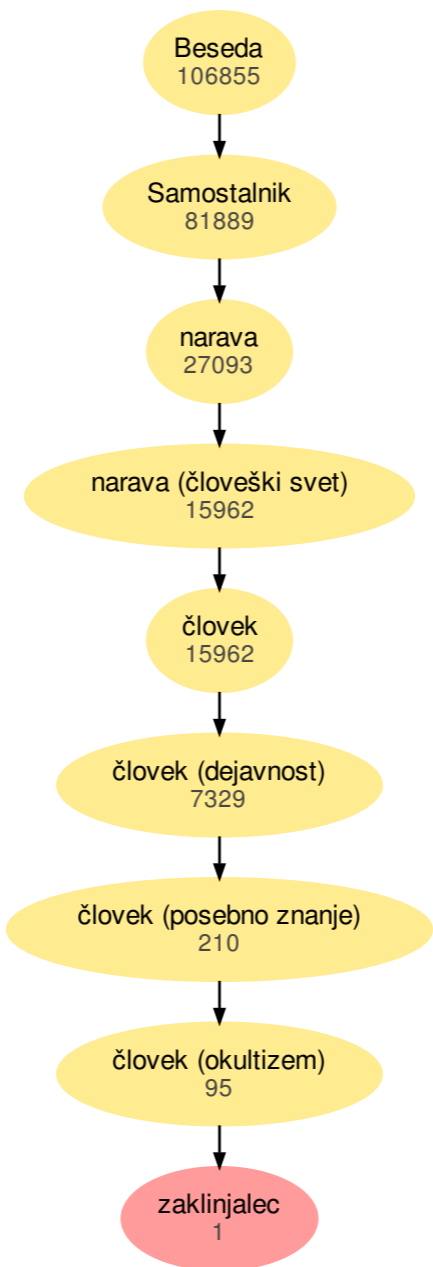 Beseda
106855
Samostalnik
81889
narava
27093
narava (človeški svet)
15962
človek
15962
človek (dejavnost)
7329
človek (posebno znanje)
210
človek (okultizem)
95
zaklinjalec
1